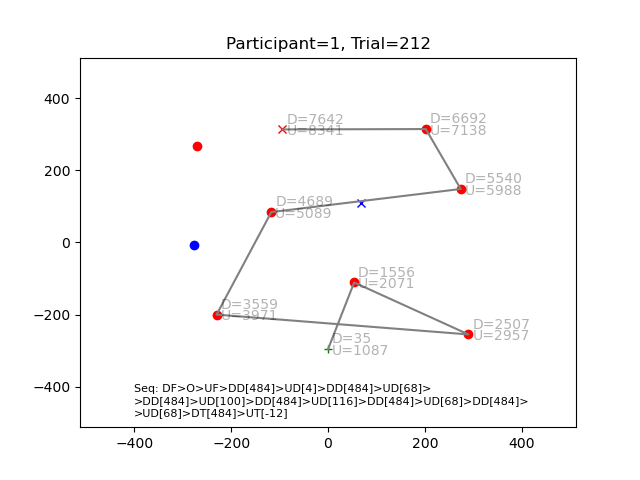 Participant=1, Trial=212
400
200
0
−200
−400
−400
−200
0
200
400
D=7642
U=8341
D=6692
U=7138
D=5540
U=5988
D=4689
U=5089
D=1556
U=2071
D=3559
U=3971
D=2507
U=2957
D=35
U=1087
Seq: DF>O>UF>DD[484]>UD[4]>DD[484]>UD[68]>
>DD[484]>UD[100]>DD[484]>UD[116]>DD[484]>UD[68]>DD[484]>
>UD[68]>DT[484]>UT[-12]